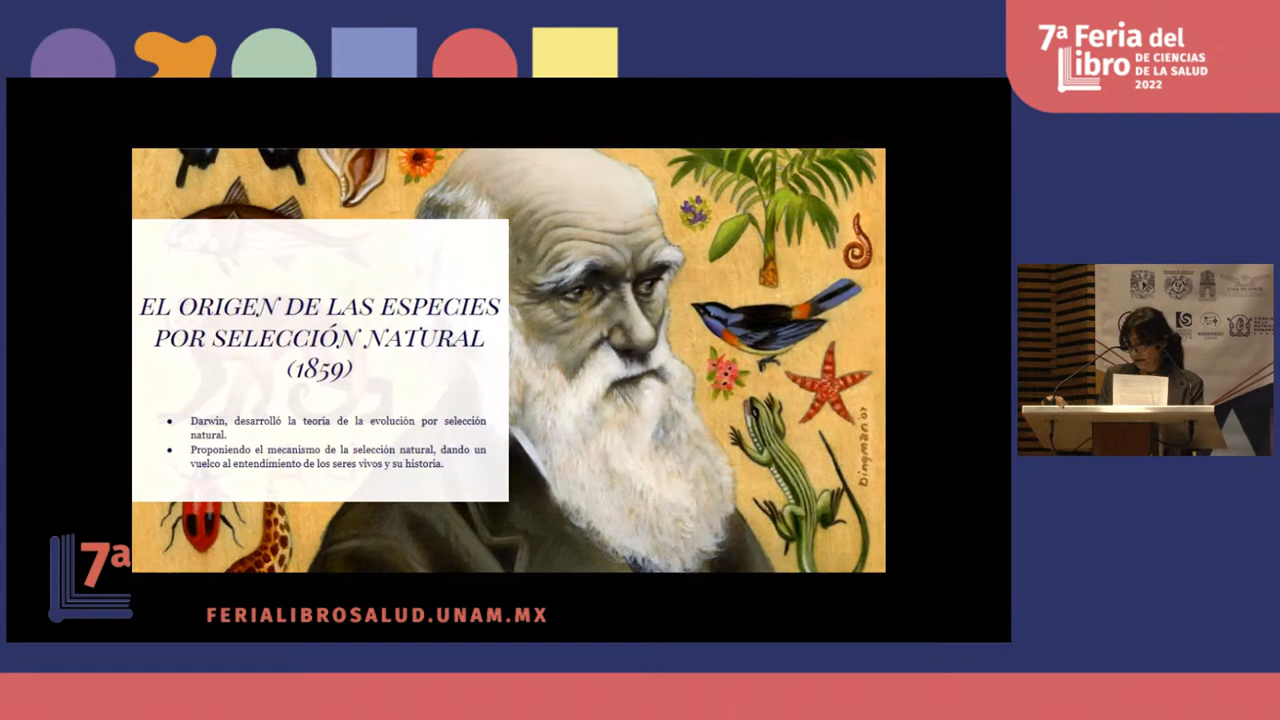 7ª Feria del
Libro DE CIENCIAS
DE LA SALUD
2022
EL ORIGEN DE LAS ESPECIES
POR SELECCIÓN NATURAL
(1859)
• Darwin, desarrolló la teoría de la evolución por selección
natural.
• Proponiendo el mecanismo de la selección natural, dando un
vuelco al entendimiento de los seres vivos y su historia.
Dingman '07
7ª
FERIALIBROSALUD.UNAM.MX